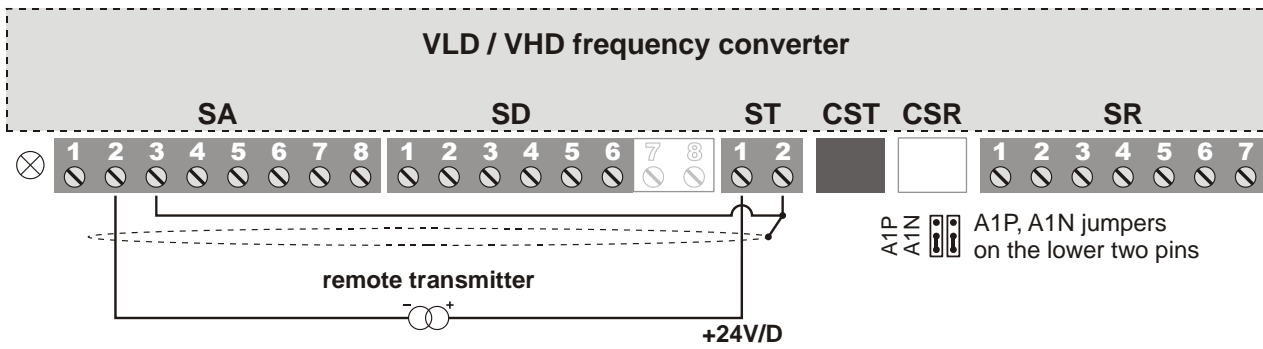 VLD / VHD frequency converter
SA SD ST CST CSR SR
1 2 3 4 5 6 7 8 1 2 3 4 5 6 7 8 1 2 1 2 3 4 5 6 7
A1P
A1N
A1P, A1N jumpers
on the lower two pins
remote transmitter
- +
+24V/D